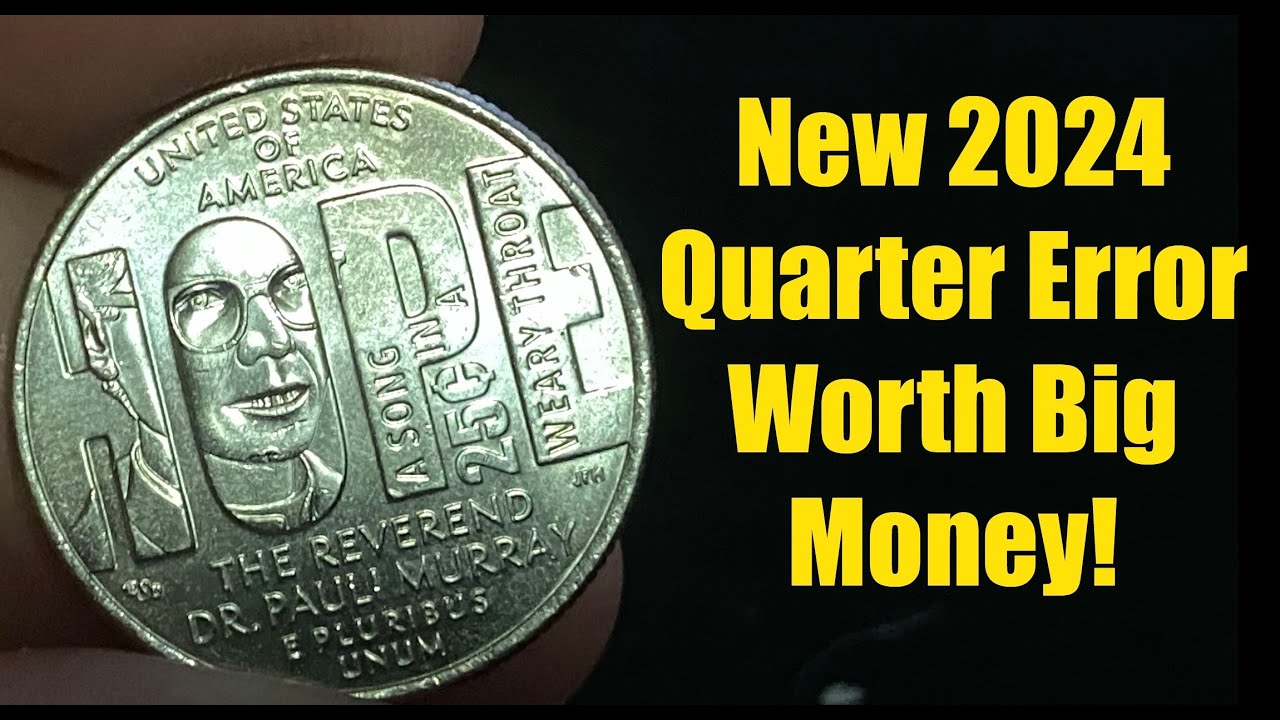 UNITED STATES
OF
AMERICA
HOPE
A SONG
IN A
WEARY THROAT
25¢
THE REVEREND
DR. PAULI MURRAY
E PLURIBUS
UNUM
New 2024
Quarter Error
Worth Big
Money!